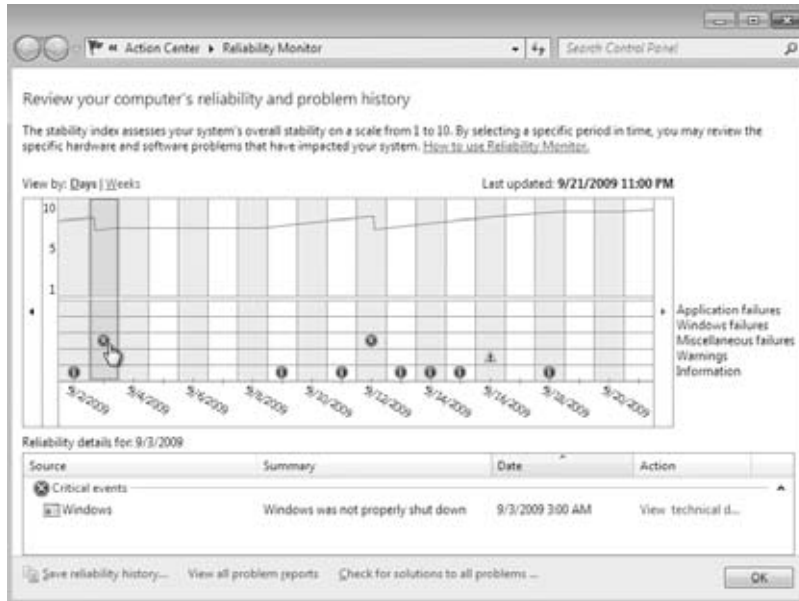 « Action Center ▸ Reliability Monitor
Search Control Panel
Review your computer's reliability and problem history
The stability index assesses your system's overall stability on a scale from 1 to 10. By selecting a specific period in time, you may review the
specific hardware and software problems that have impacted your system. How to use Reliability Monitor.
View by: Days | Weeks
Last updated: 9/21/2009 11:00 PM
10
5
1
Application failures
Windows failures
Miscellaneous failures
Warnings
Information
9/2/2009 9/4/2009 9/6/2009 9/8/2009 9/10/2009 9/12/2009 9/14/2009 9/16/2009 9/18/2009 9/20/2009
Reliability details for: 9/3/2009
Source Summary Date Action
Critical events
Windows Windows was not properly shut down 9/3/2009 3:00 AM View technical d...
Save reliability history... View all problem reports Check for solutions to all problems ...
OK